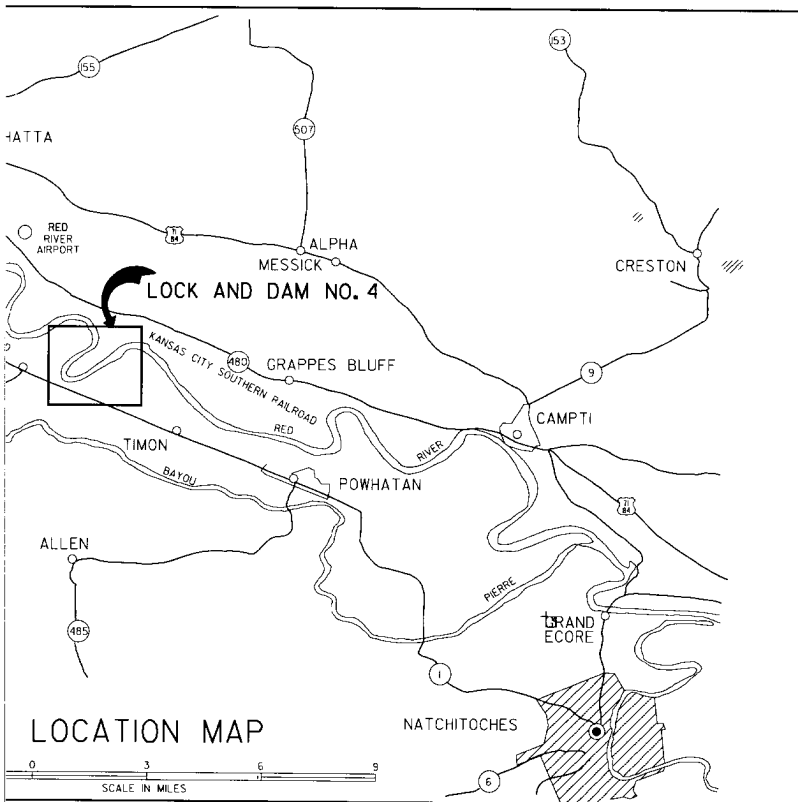 155
153
507
HATTA
RED
RIVER
AIRPORT
71
84
ALPHA
MESSICK
CRESTON
LOCK AND DAM NO. 4
KANSAS CITY SOUTHERN RAILROAD
480
GRAPPES BLUFF
9
CAMPTI
RED
RIVER
TIMON
BAYOU
POWHATAN
71
84
ALLEN
PIERRE
GRAND
ECORE
485
1
NATCHITOCHES
LOCATION MAP
6
0 3 6 9
SCALE IN MILES